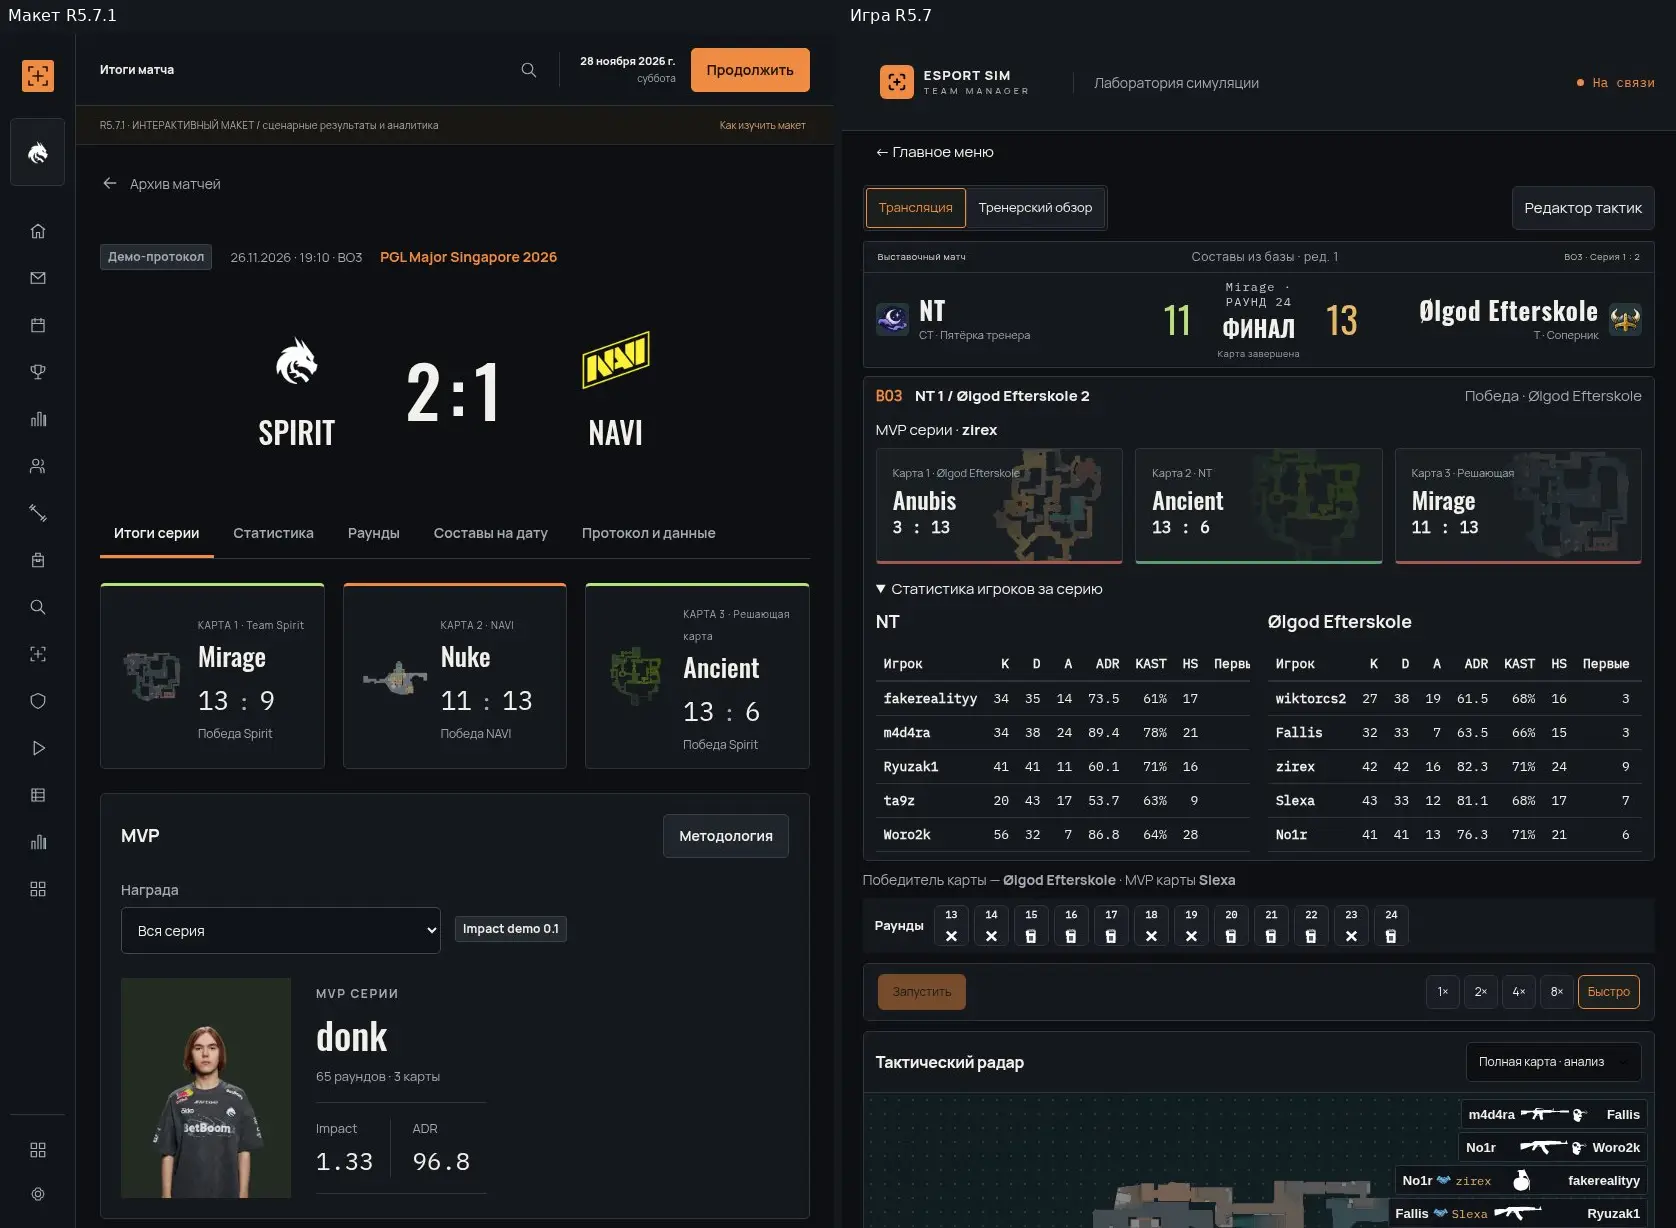 Макет R5.7.1
Итоги матча
28 ноября 2026 г.
суббота
Продолжить
R5.7.1 · ИНТЕРАКТИВНЫЙ МАКЕТ / сценарные результаты и аналитика
Как изучить макет
← Архив матчей
Демо-протокол
26.11.2026 · 19:10 · BO3
PGL Major Singapore 2026
2:1
NAVI
SPIRIT
NAVI
Итоги серии
Статистика
Раунды
Составы на дату
Протокол и данные
КАРТА 1 · Team Spirit
Mirage
13 : 9
Победа Spirit
КАРТА 2 · NAVI
Nuke
11 : 13
Победа NAVI
КАРТА 3 · Решающая
карта
Ancient
13 : 6
Победа Spirit
MVP
Методология
Награда
Вся серия
Impact demo 0.1
BetBoom
MVP СЕРИИ
donk
65 раундов · 3 карты
Impact
ADR
1.33
96.8
Игра R5.7
ESPORT SIM
TEAM MANAGER
Лаборатория симуляции
На связи
← Главное меню
Трансляция
Тренерский обзор
Редактор тактик
Выставочный матч
Составы из базы · ред. 1
BO3 · Серия 1 : 2
NT
CT · Пятёрка тренера
11
Mirage ·
РАУНД 24
ФИНАЛ
Карта завершена
13
Ølgod Efterskole
T · Соперник
BO3 NT 1 / Ølgod Efterskole 2
Победа · Ølgod Efterskole
MVP серии · zirex
Карта 1 · Ølgod Efterskole
Anubis
3 : 13
Карта 2 · NT
Ancient
13 : 6
Карта 3 · Решающая
Mirage
11 : 13
▼ Статистика игроков за серию
NT
Игрок K D A ADR KAST HS Первы
fakerealityy 34 35 14 73.5 61% 17
m4d4ra 34 38 24 89.4 78% 21
Ryuzak1 41 41 11 60.1 71% 16
ta9z 20 43 17 53.7 63% 9
Woro2k 56 32 7 86.8 64% 28
Ølgod Efterskole
Игрок K D A ADR KAST HS Первые
wiktorcs2 27 38 19 61.5 68% 16 3
Fallis 32 33 7 63.5 66% 15 3
zirex 42 42 16 82.3 71% 24 9
Slexa 43 33 12 81.1 68% 17 7
No1r 41 41 13 76.3 71% 21 6
Победитель карты — Ølgod Efterskole · MVP карты Slexa
Раунды 13 14 15 16 17 18 19 20 21 22 23 24
Запустить
1× 2× 4× 8× Быстро
Тактический радар
Полная карта · анализ
m4d4ra Fallis
No1r Woro2k
No1r zirex fakerealityy
Fallis Slexa Ryuzak1